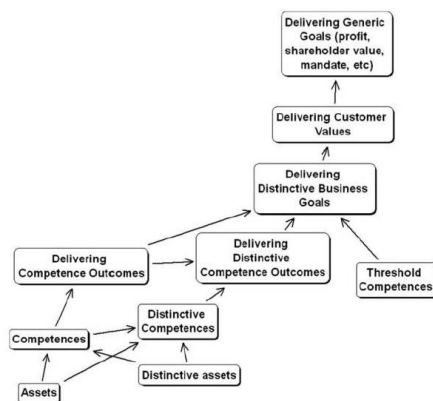 Delivering Generic
Goals (profit,
shareholder value,
mandate, etc)
Delivering Customer
Values
Delivering
Distinctive Business
Goals
Delivering
Competence Outcomes
Delivering
Distinctive
Competence Outcomes
Threshold
Competences
Distinctive
Competences
Competences
Distinctive assets
Assets